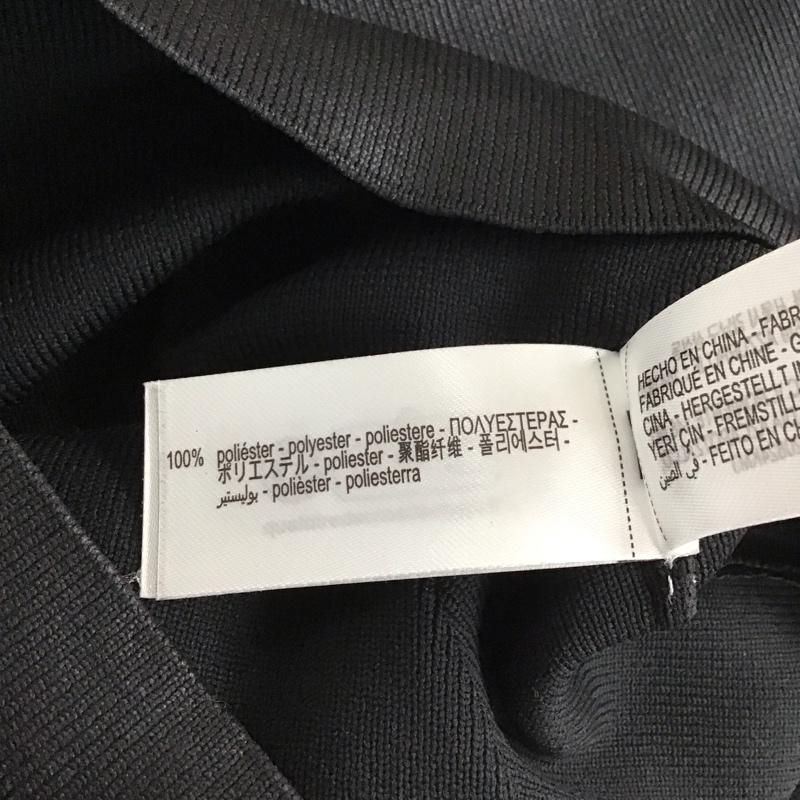 100% poliéster - polyester - poliestere - ΠΟΛΥΕΣΤΕΡΑΣ -
ポリエステル - poliester - 聚酯纤维 - 폴리에스터 -
بوليستير - polièster - poliesterra
HECHO EN CHINA - FABR
FABRIQUÉ EN CHINE - G
CINA - HERGESTELLT IN
YERİ ÇİN - FREMSTILL
في الصين - FEITO EN CH